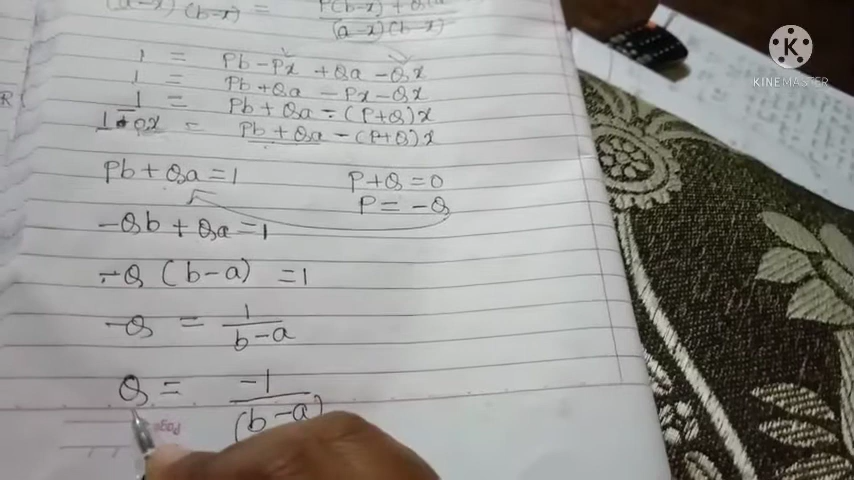 (a-x) (b-x) = P(b-x) + Q(a
(a-x)(b-x)
1 = Pb - Px + Qa - Qx
1 = Pb + Qa - Px - Qx
1 = Pb + Qa - (P+Q)x
1 + 0x = Pb + Qa - (P+Q)x
Pb + Qa = 1
P + Q = 0
P = -Q
-Qb + Qa = 1
-Q (b-a) = 1
-Q = 1/b-a
Q = -1/(b-a)
Page
K
KINEMASTER